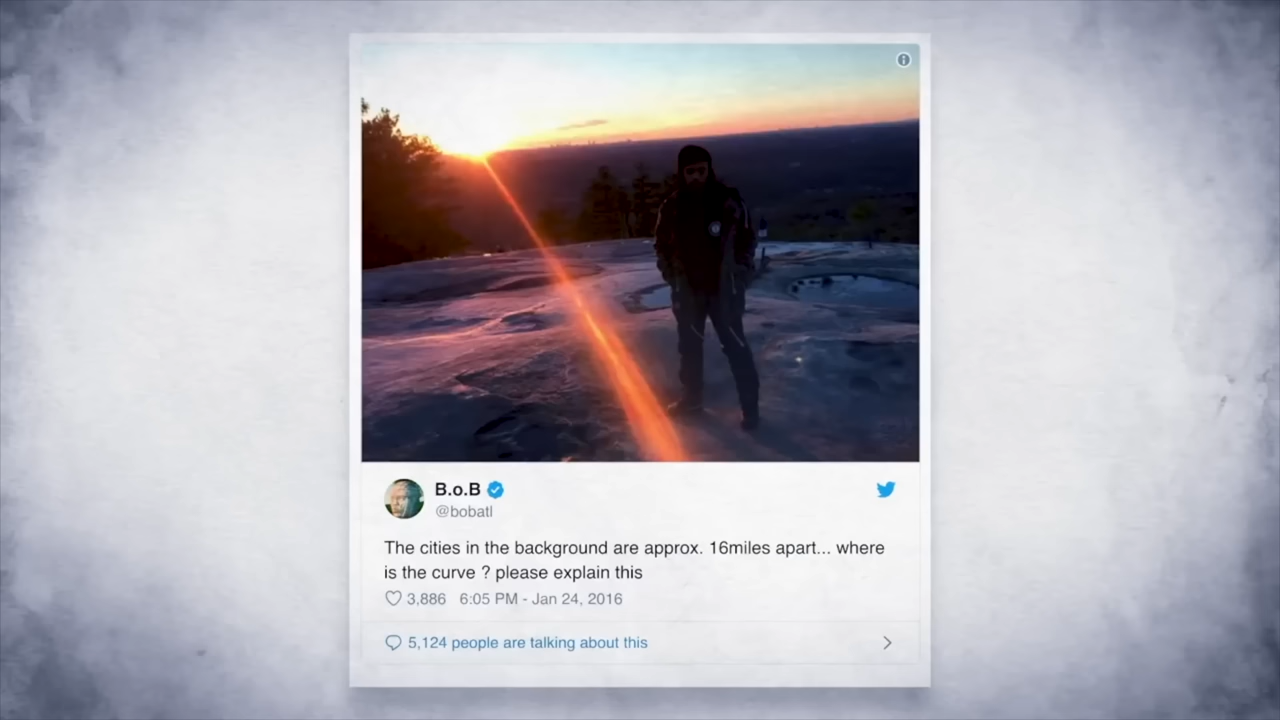 B.o.B
@bobatl
The cities in the background are approx. 16miles apart... where
is the curve ? please explain this
3,886 6:05 PM - Jan 24, 2016
5,124 people are talking about this